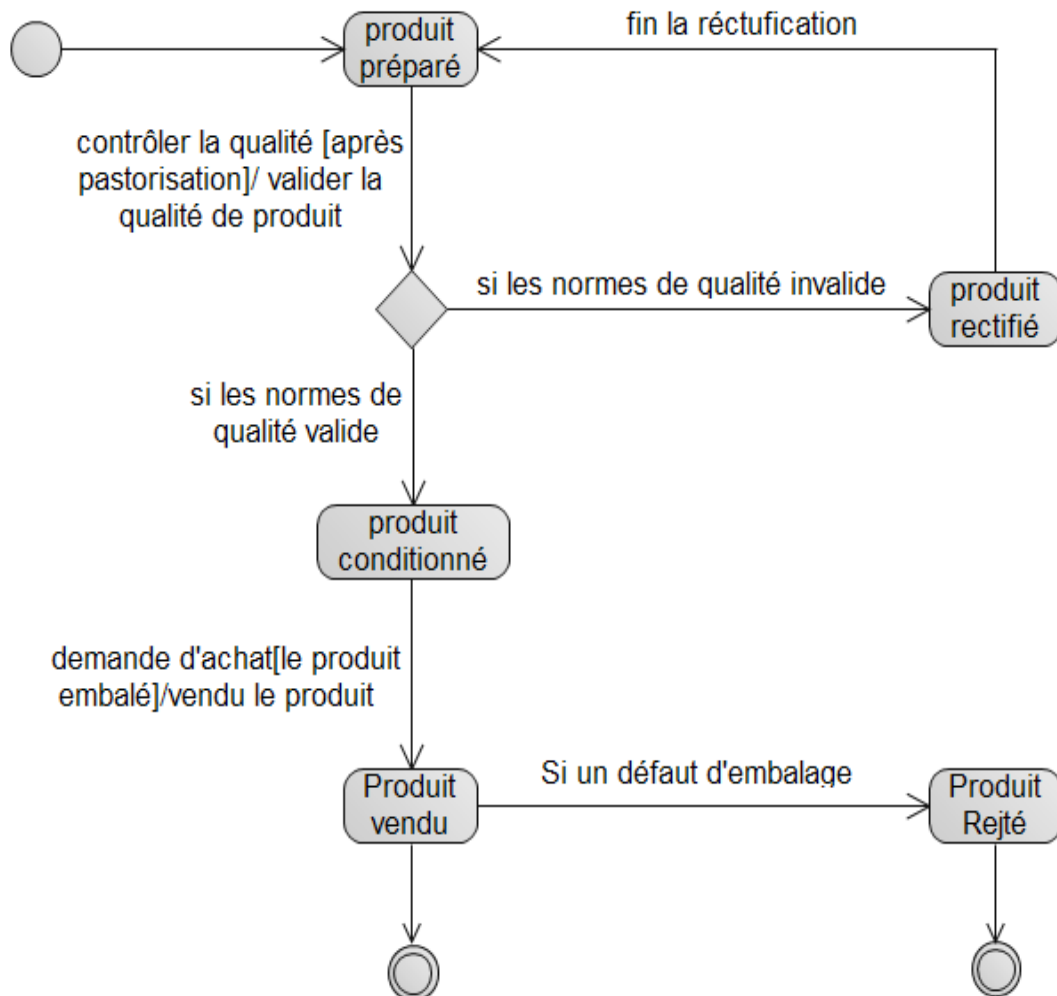 produit
préparé
fin la réctufication
contrôler la qualité [après
pastorisation]/ valider la
qualité de produit
si les normes de qualité invalide
produit
rectifié
si les normes de
qualité valide
produit
conditionné
demande d'achat[le produit
embalé]/vendu le produit
Produit
vendu
Si un défaut d'embalage
Produit
Rejté